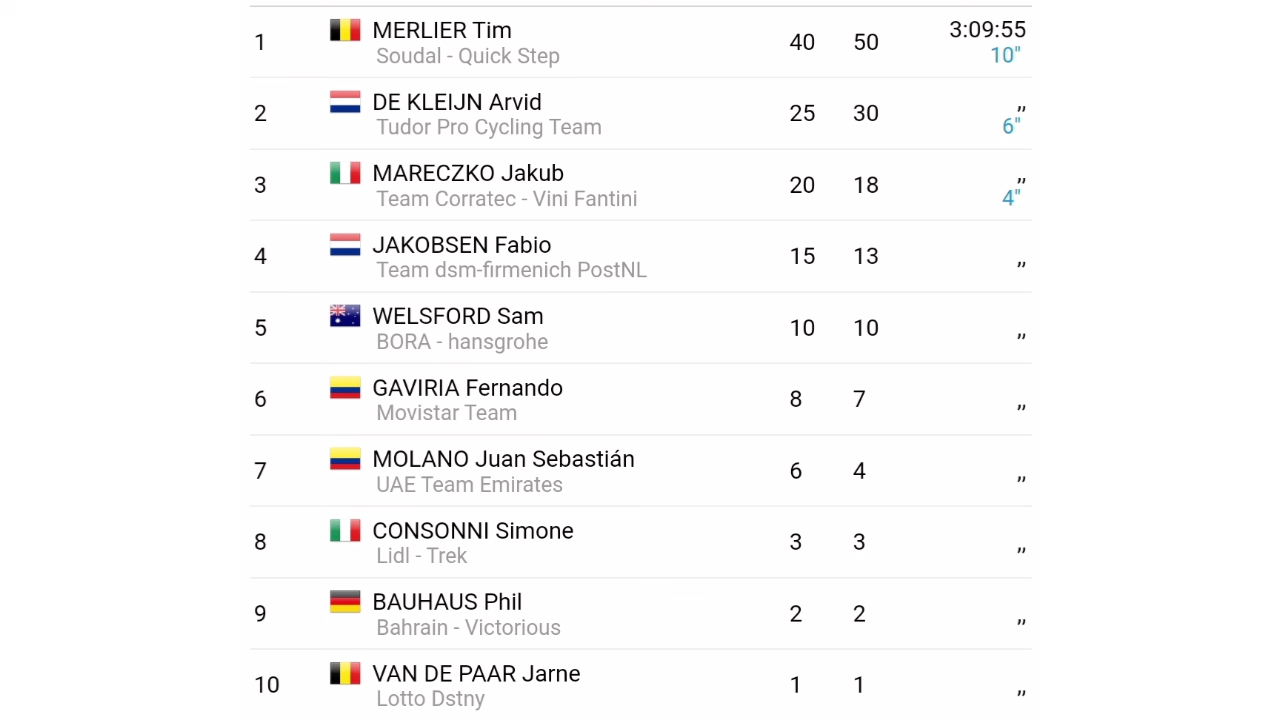 1 MERLIER Tim 40 50 3:09:55
Soudal - Quick Step 10"
2 DE KLEIJN Arvid 25 30 ,,
Tudor Pro Cycling Team 6"
3 MARECZKO Jakub 20 18 ,,
Team Corratec - Vini Fantini 4"
4 JAKOBSEN Fabio 15 13 ,,
Team dsm-firmenich PostNL
5 WELSFORD Sam 10 10 ,,
BORA - hansgrohe
6 GAVIRIA Fernando 8 7 ,,
Movistar Team
7 MOLANO Juan Sebastián 6 4 ,,
UAE Team Emirates
8 CONSONNI Simone 3 3 ,,
Lidl - Trek
9 BAUHAUS Phil 2 2 ,,
Bahrain - Victorious
10 VAN DE PAAR Jarne 1 1 ,,
Lotto Dstny